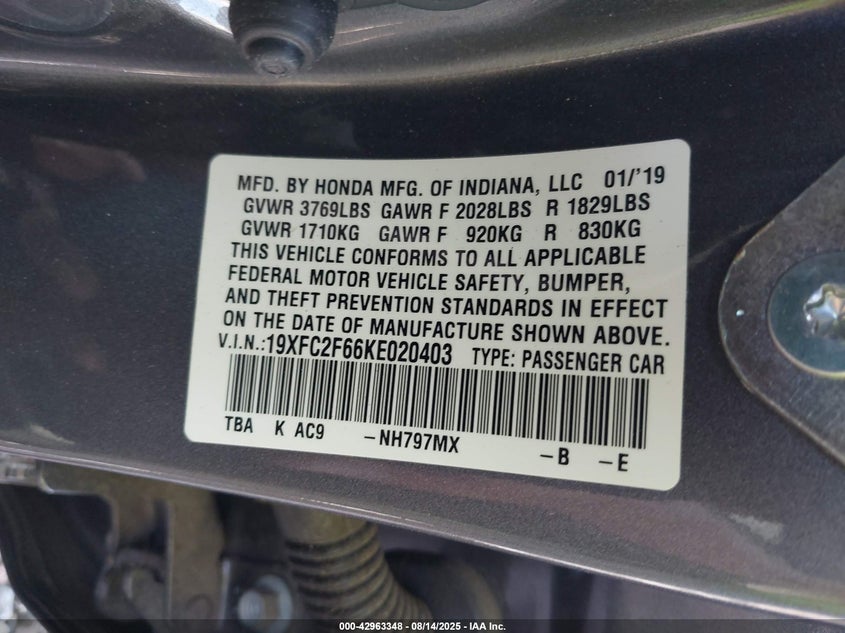 MFD. BY HONDA MFG. OF INDIANA, LLC 01/'19
GVWR 3769LBS GAWR F 2028LBS R 1829LBS
GVWR 1710KG GAWR F 920KG R 830KG
THIS VEHICLE CONFORMS TO ALL APPLICABLE
FEDERAL MOTOR VEHICLE SAFETY, BUMPER,
AND THEFT PREVENTION STANDARDS IN EFFECT
ON THE DATE OF MANUFACTURE SHOWN ABOVE.
V.I.N.:19XFC2F66KE020403 TYPE: PASSENGER CAR
TBA K AC9 -NH797MX -B -E
000-42963348 - 08/14/2025 - IAA Inc.